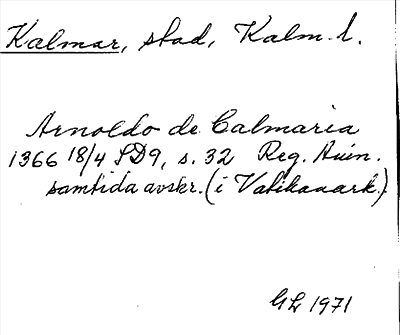 Kalmar, stad, Kalm. l.
Arnoldo de Calmaria
1366 18/4 SD9, s. 32 Reg. Avin.
samtida avskr. (i Vatikanark.)
GL 1971